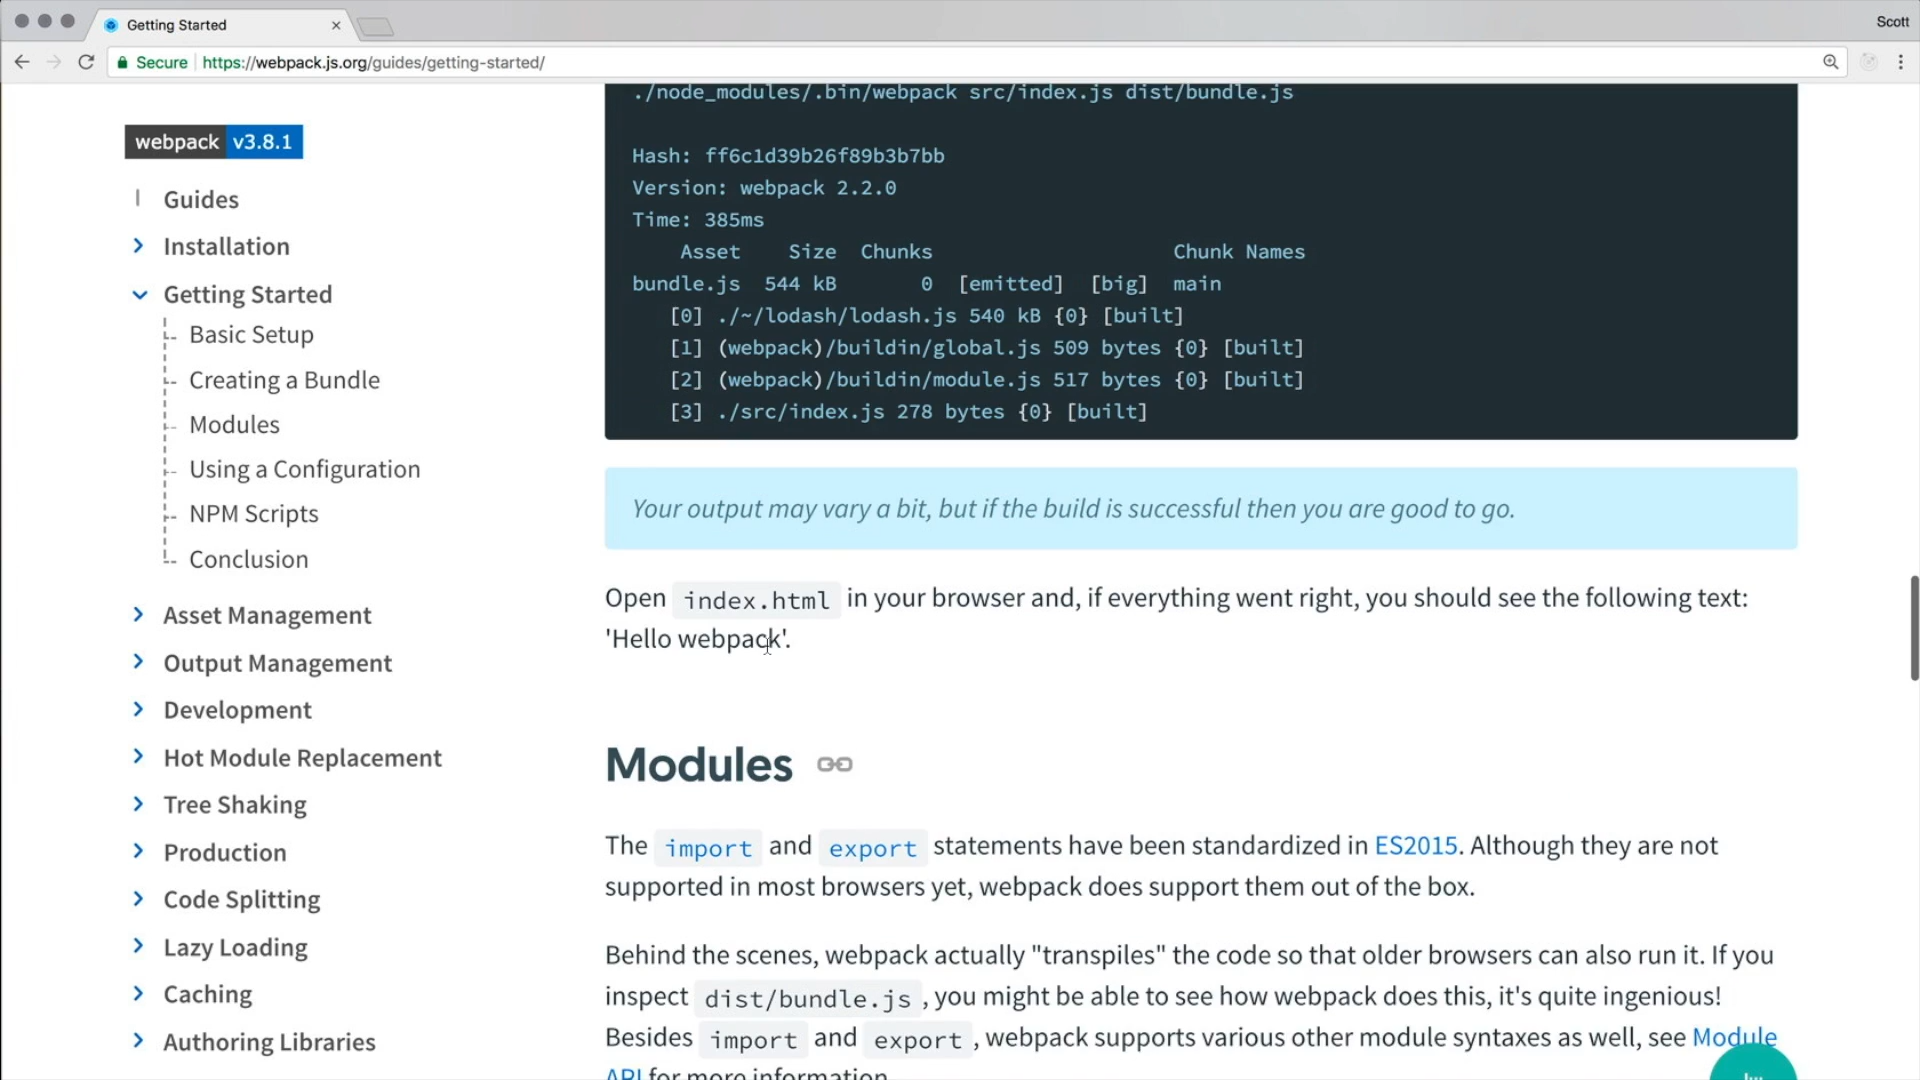 Getting Started
Scott
Secure https://webpack.js.org/guides/getting-started/
webpack v3.8.1
Guides
Installation
Getting Started
Basic Setup
Creating a Bundle
Modules
Using a Configuration
NPM Scripts
Conclusion
Asset Management
Output Management
Development
Hot Module Replacement
Tree Shaking
Production
Code Splitting
Lazy Loading
Caching
Authoring Libraries
./node_modules/.bin/webpack src/index.js dist/bundle.js
Hash: ff6c1d39b26f89b3b7bb
Version: webpack 2.2.0
Time: 385ms
Asset Size Chunks Chunk Names
bundle.js 544 kB 0 [emitted] [big] main
[0] ./~/lodash/lodash.js 540 kB {0} [built]
[1] (webpack)/buildin/global.js 509 bytes {0} [built]
[2] (webpack)/buildin/module.js 517 bytes {0} [built]
[3] ./src/index.js 278 bytes {0} [built]
Your output may vary a bit, but if the build is successful then you are good to go.
Open index.html in your browser and, if everything went right, you should see the following text:
'Hello webpack'.
Modules
The import and export statements have been standardized in ES2015. Although they are not
supported in most browsers yet, webpack does support them out of the box.
Behind the scenes, webpack actually "transpiles" the code so that older browsers can also run it. If you
inspect dist/bundle.js, you might be able to see how webpack does this, it's quite ingenious!
Besides import and export, webpack supports various other module syntaxes as well, see Module
API for more information.